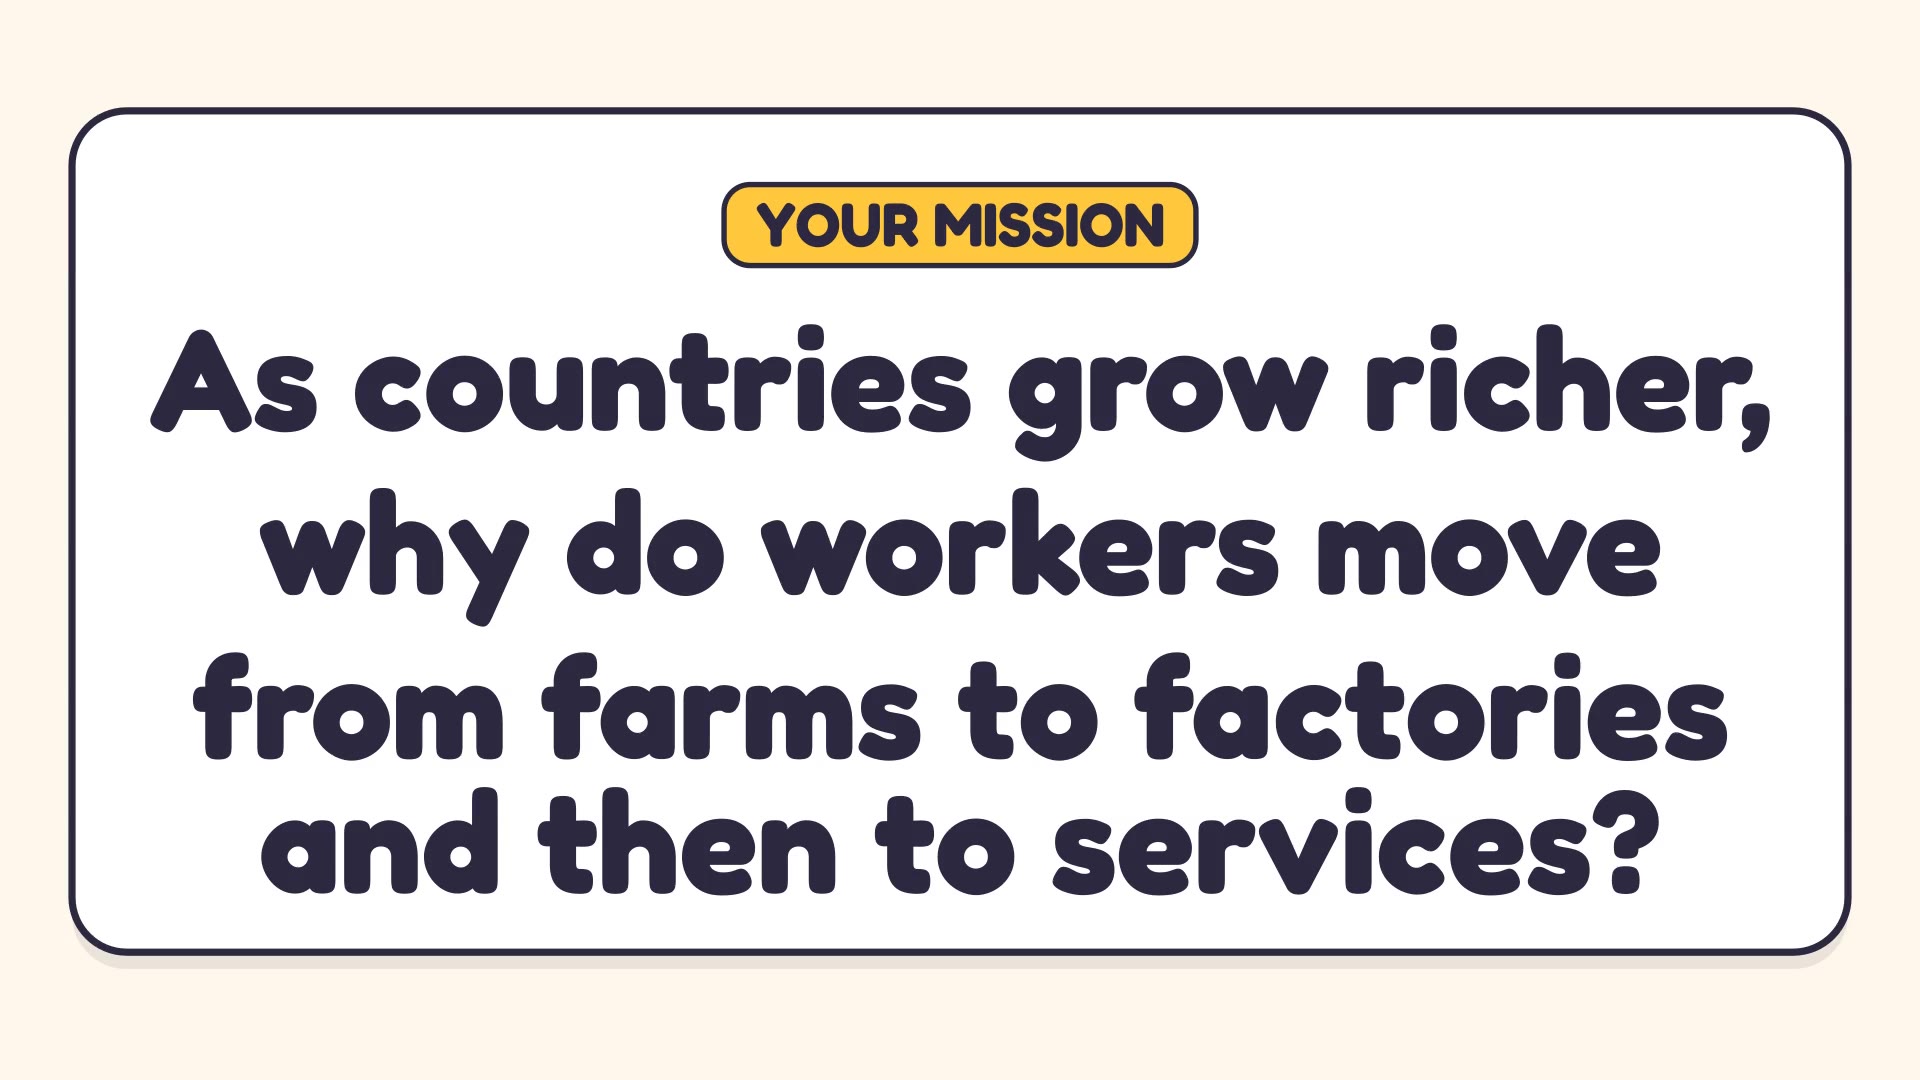 YOUR MISSION
As countries grow richer,
why do workers move
from farms to factories
and then to services?